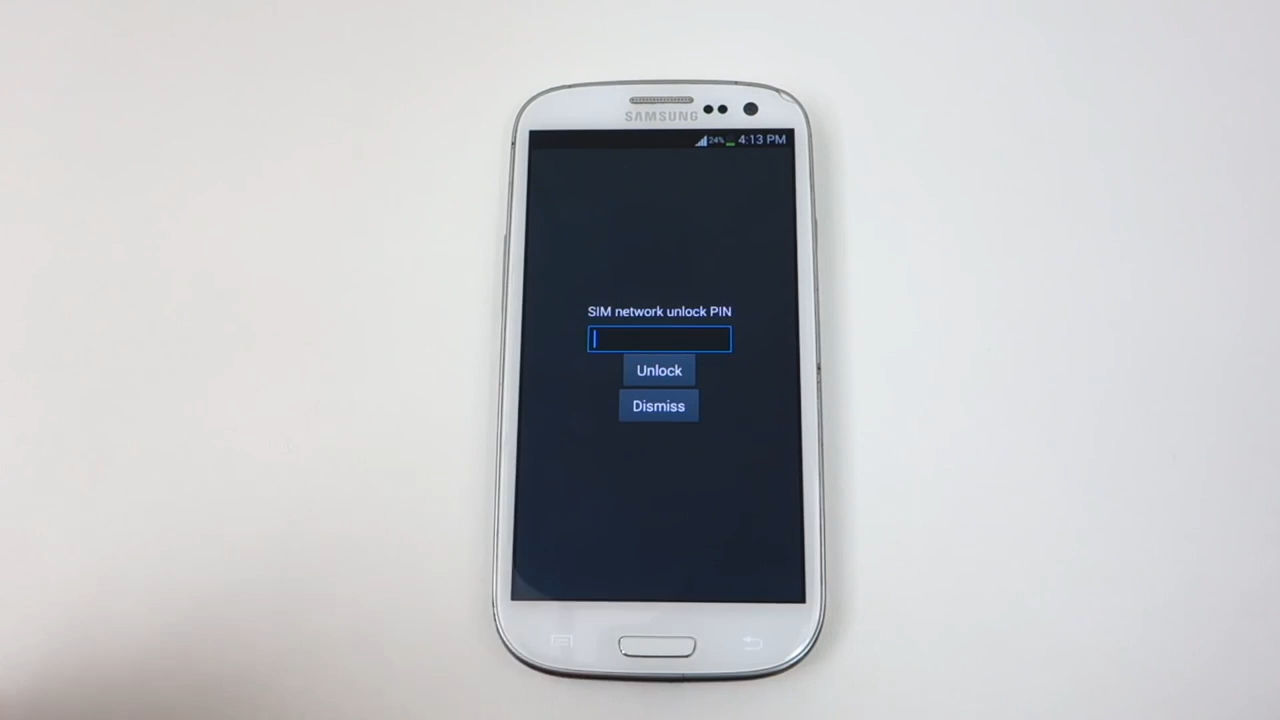 SAMSUNG
24% 4:13 PM
SIM network unlock PIN
Unlock
Dismiss